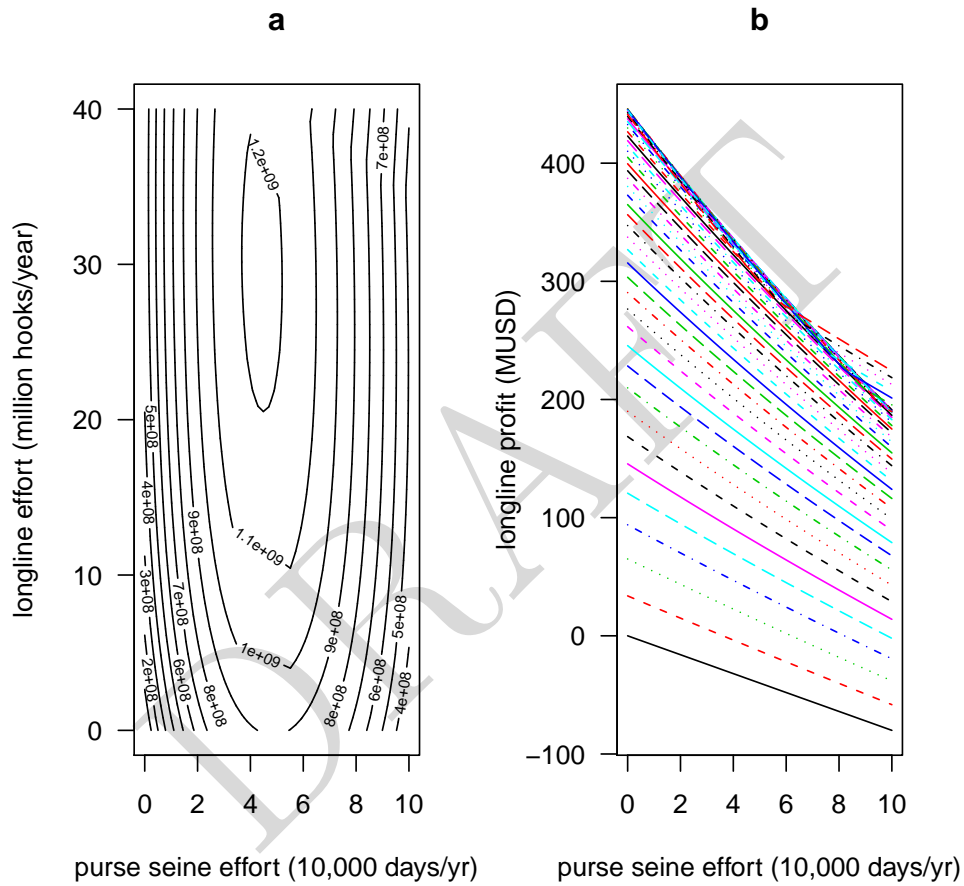 a
b
longline effort (million hooks/year)
40
30
20
10
0
1.2e+09
7e+08
5e+08
4e+08
3e+08
2e+08
9e+08
7e+08
6e+08
8e+08
1.1e+09
1e+09
9e+08
8e+08
6e+08
5e+08
4e+08
0 2 4 6 8 10
purse seine effort (10,000 days/yr)
longline profit (MUSD)
400
300
200
100
0
−100
0 2 4 6 8 10
purse seine effort (10,000 days/yr)
DRAFT